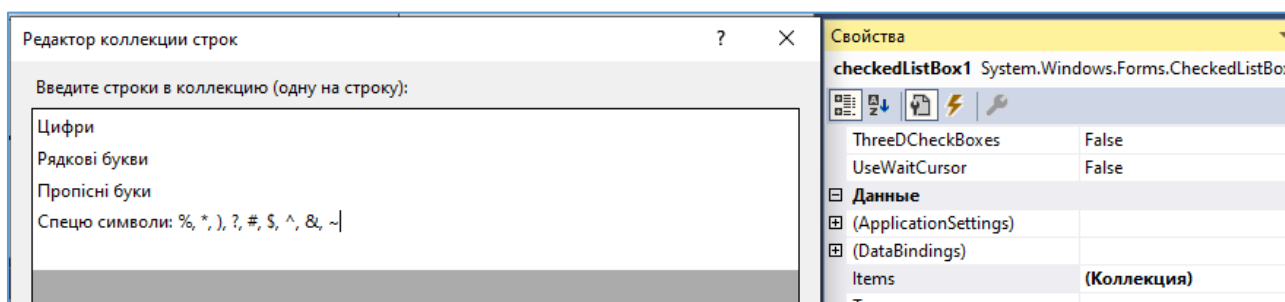 Редактор коллекции строк ? ×
Введите строки в коллекцию (одну на строку):
Цифри
Рядкові букви
Пропісні буки
Спецю символи: %, *, ), ?, #, $, ^, &, ~
Свойства
checkedListBox1 System.Windows.Forms.CheckedListBo
ThreeDCheckBoxes False
UseWaitCursor False
Данные
(ApplicationSettings)
(DataBindings)
Items (Коллекция)